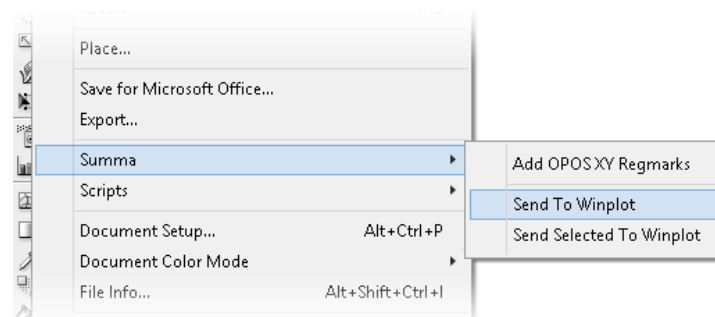 Place...
Save for Microsoft Office...
Export...
Summa
Add OPOS XY Regmarks
Scripts
Send To Winplot
Document Setup... Alt+Ctrl+P
Send Selected To Winplot
Document Color Mode
File Info... Alt+Shift+Ctrl+I